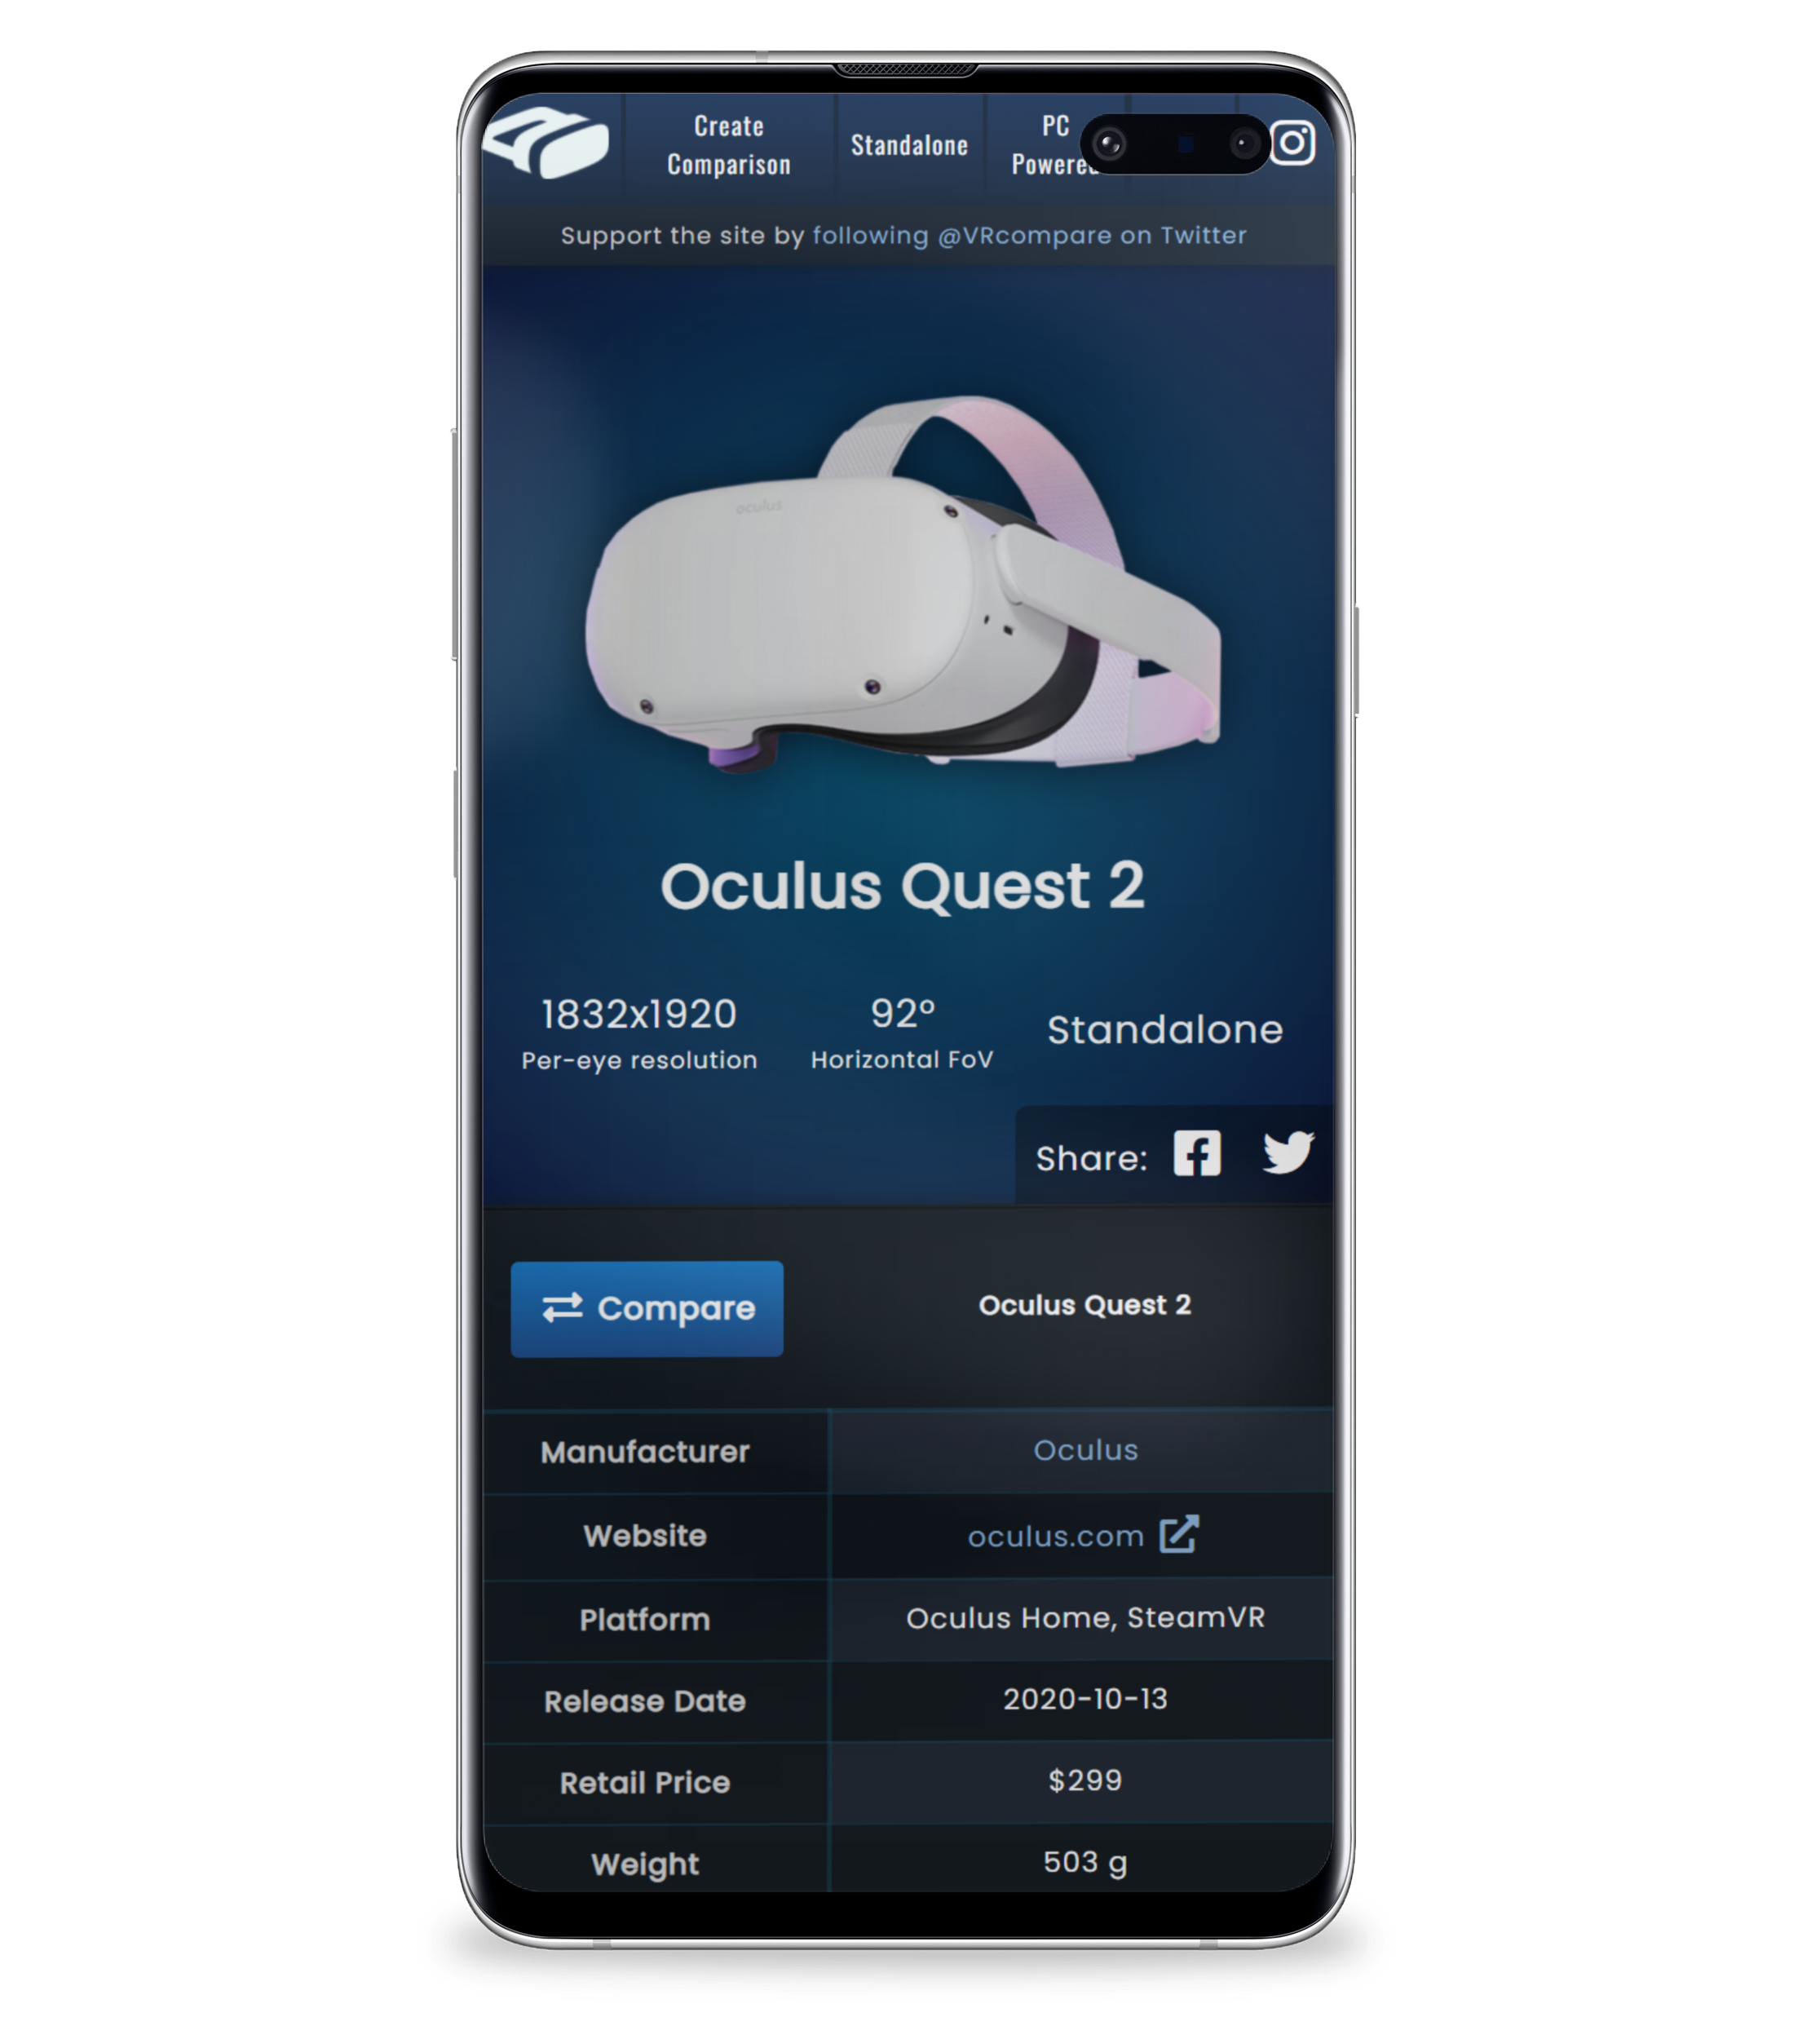 Create
Comparison
Standalone
PC
Powered
Support the site by following @VRcompare on Twitter
oculus
Oculus Quest 2
1832x1920
Per-eye resolution
92°
Horizontal FoV
Standalone
Share:
Compare
Oculus Quest 2
Manufacturer
Oculus
Website
oculus.com
Platform
Oculus Home, SteamVR
Release Date
2020-10-13
Retail Price
$299
Weight
503 g